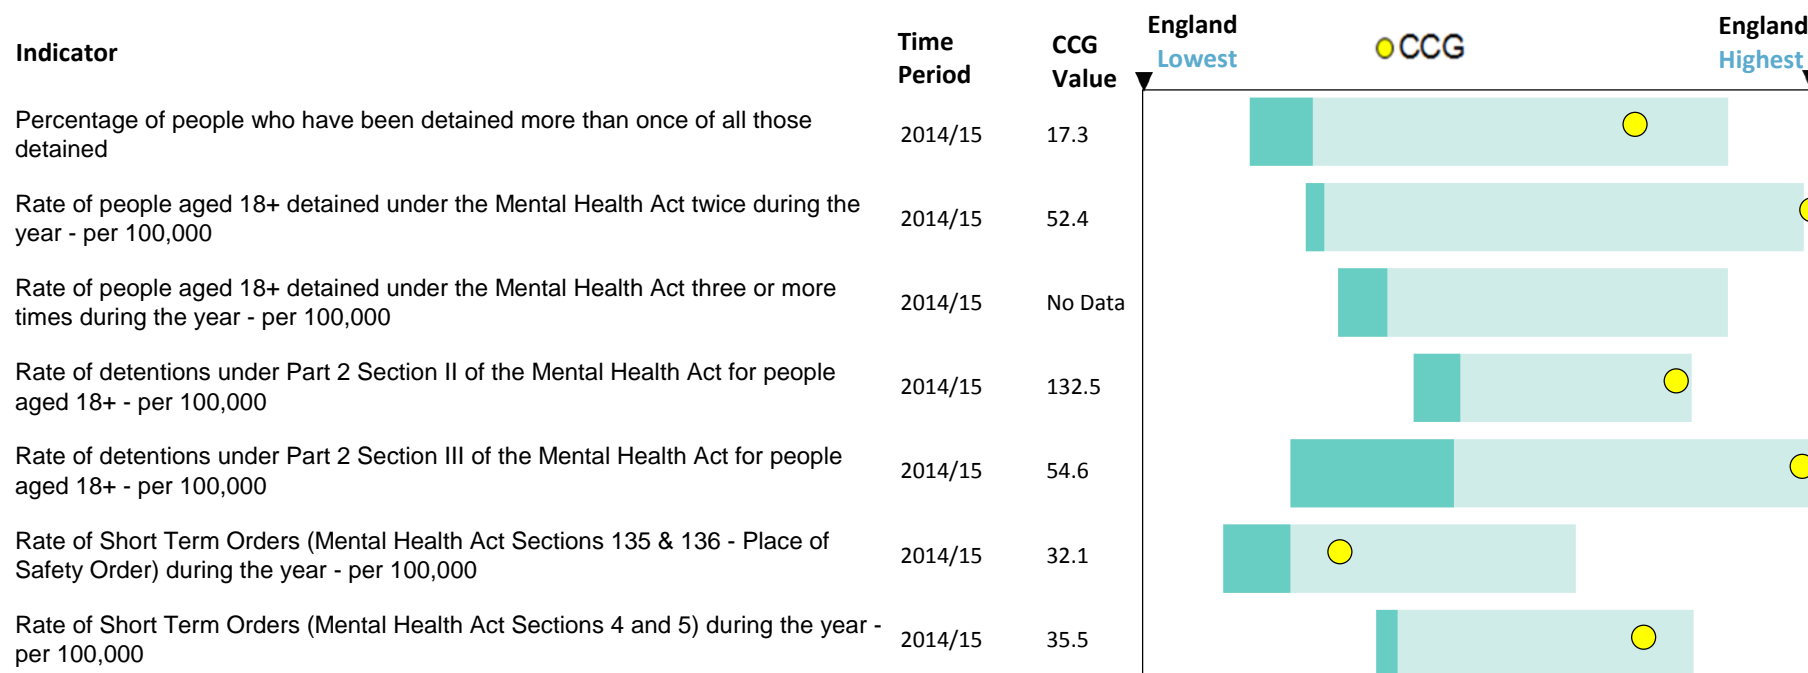 Indicator
Time
Period
CCG
Value
England
Lowest
CCG
England
Highest
Percentage of people who have been detained more than once of all those
detained
2014/15
17.3
Rate of people aged 18+ detained under the Mental Health Act twice during the
year - per 100,000
2014/15
52.4
Rate of people aged 18+ detained under the Mental Health Act three or more
times during the year - per 100,000
2014/15
No Data
Rate of detentions under Part 2 Section II of the Mental Health Act for people
aged 18+ - per 100,000
2014/15
132.5
Rate of detentions under Part 2 Section III of the Mental Health Act for people
aged 18+ - per 100,000
2014/15
54.6
Rate of Short Term Orders (Mental Health Act Sections 135 & 136 - Place of
Safety Order) during the year - per 100,000
2014/15
32.1
Rate of Short Term Orders (Mental Health Act Sections 4 and 5) during the year -
per 100,000
2014/15
35.5